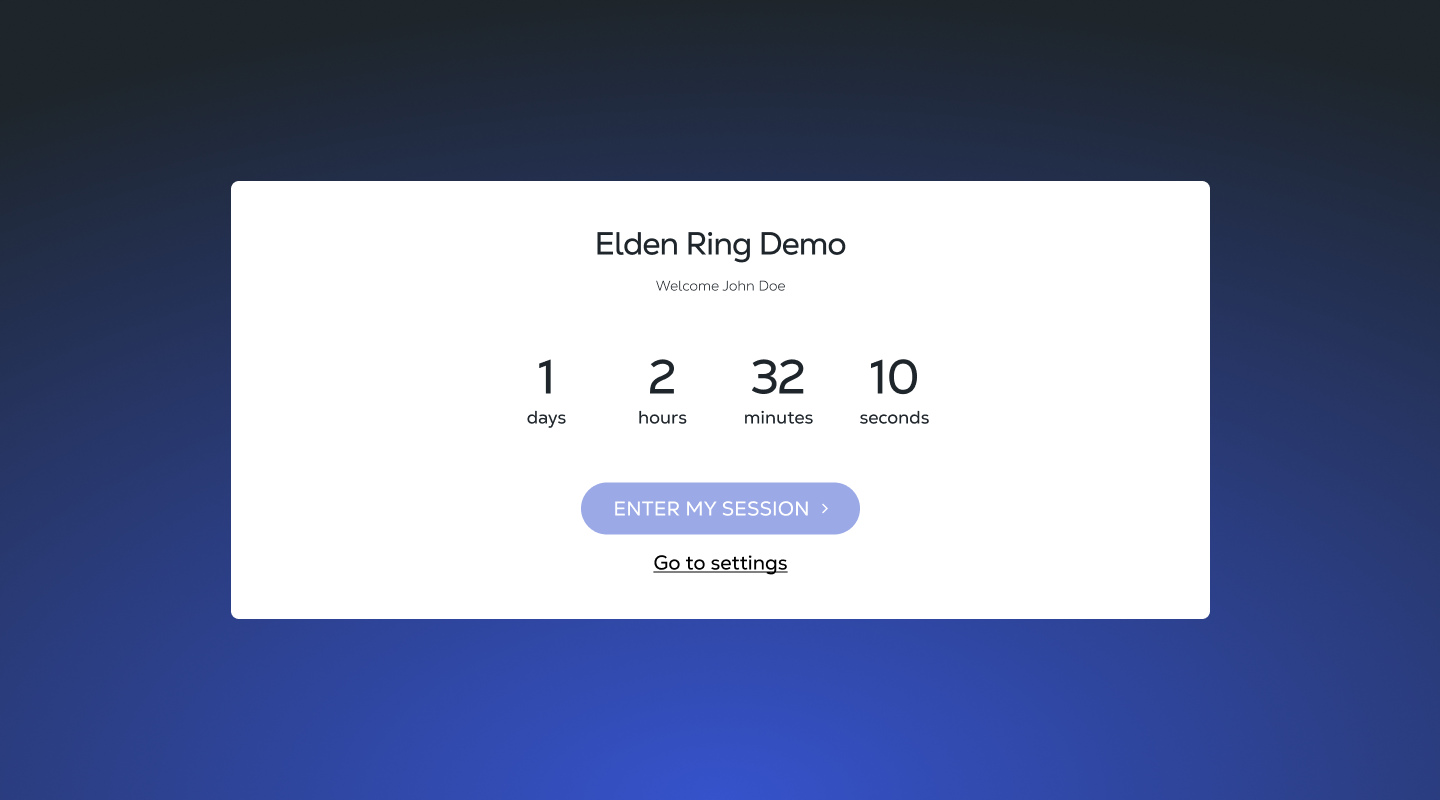 Elden Ring Demo
Welcome John Doe
1 2 32 10
days hours minutes seconds
ENTER MY SESSION >
Go to settings